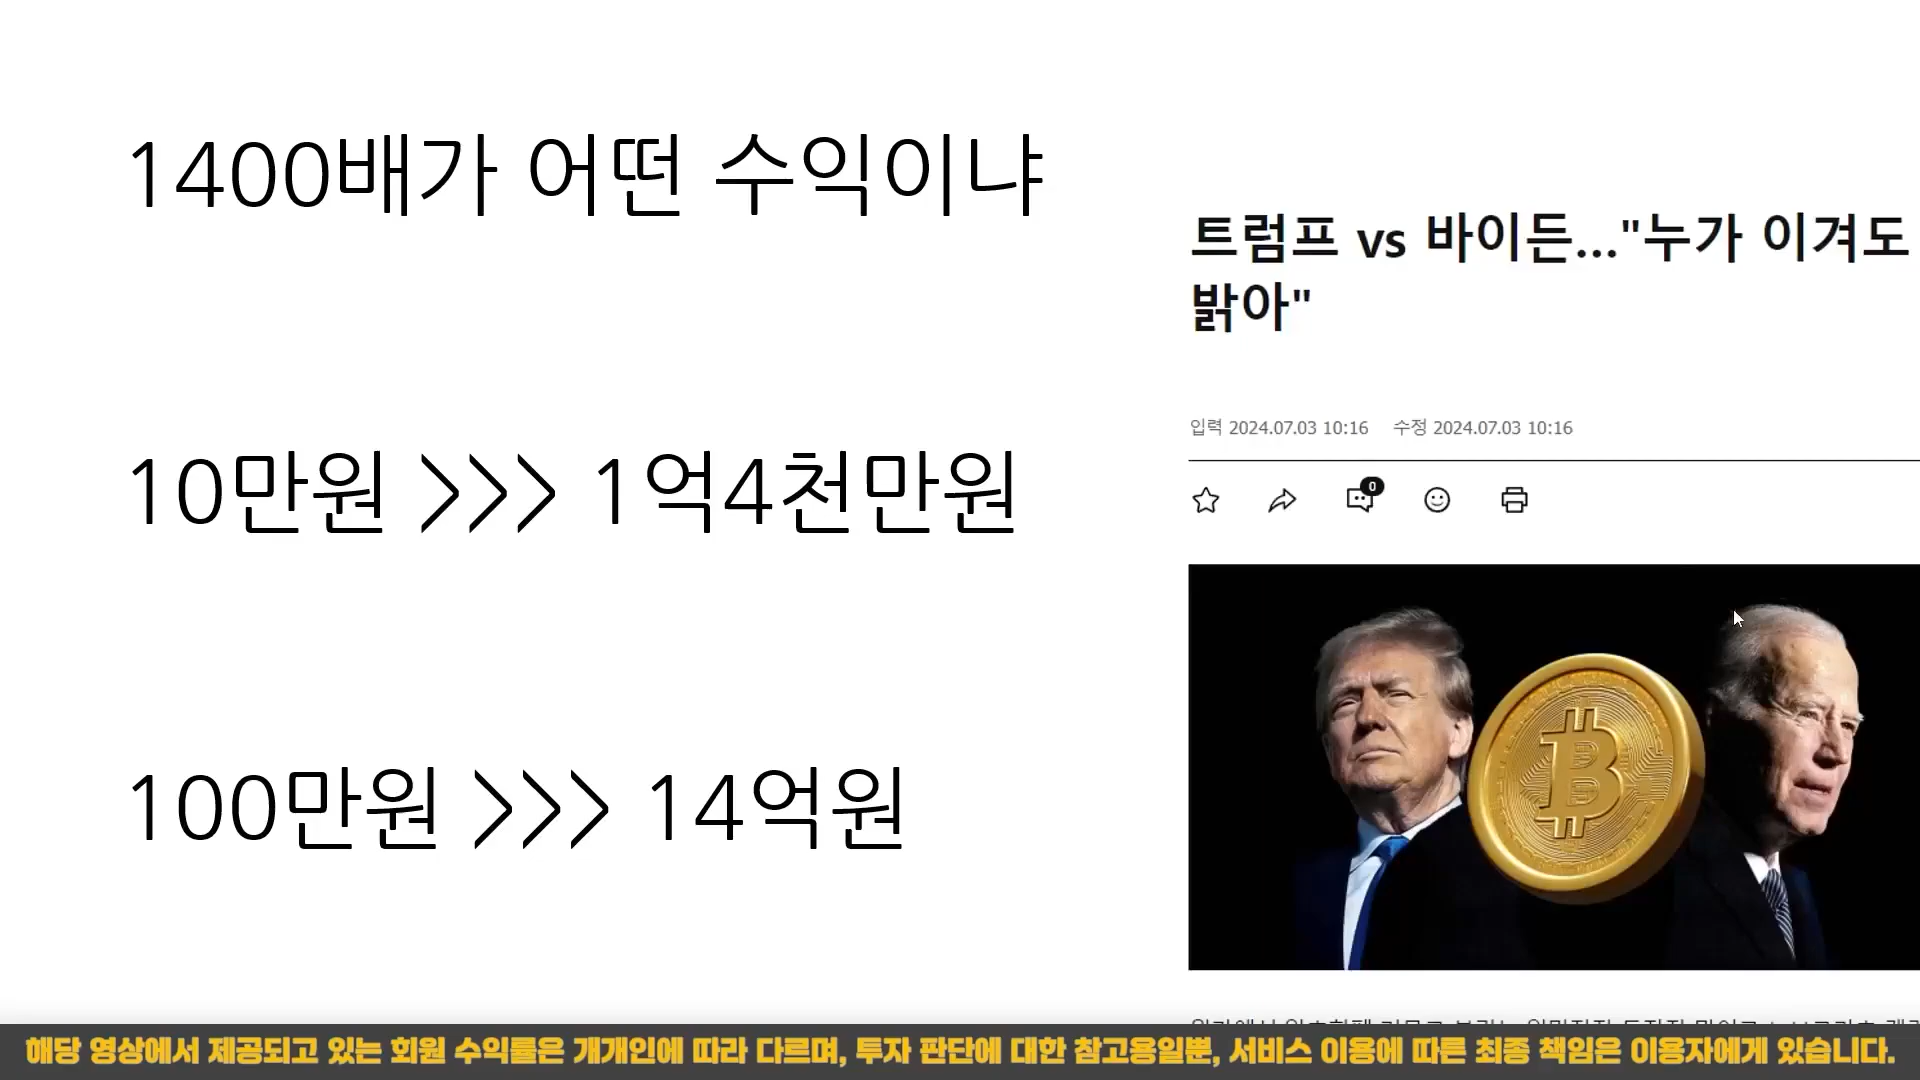 1400배가 어떤 수익이냐
10만원 >>> 1억4천만원
100만원 >>> 14억원
트럼프 vs 바이든..."누가 이겨도
밝아"
입력 2024.07.03 10:16 수정 2024.07.03 10:16
0
해당 영상에서 제공되고 있는 회원 수익률은 개개인에 따라 다르며, 투자 판단에 대한 참고용일뿐, 서비스 이용에 따른 최종 책임은 이용자에게 있습니다.